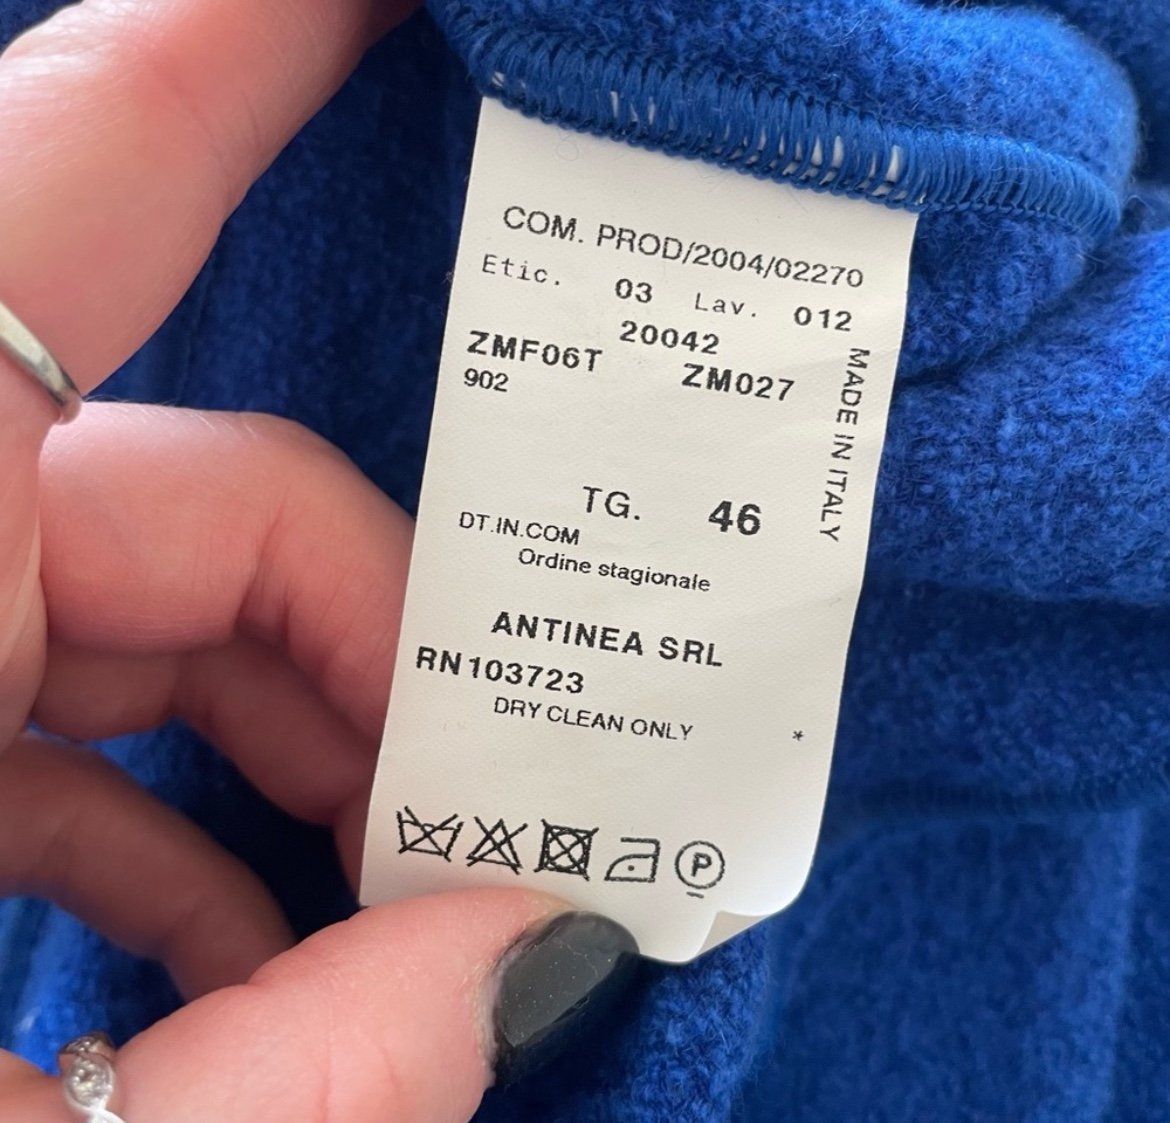 COM. PROD/2004/02270
Etic. 03 Lav. 012
20042
ZMF06T ZM027
902
MADE IN ITALY
TG. 46
DT.IN.COM
Ordine stagionale
ANTINEA SRL
RN103723
DRY CLEAN ONLY *
P